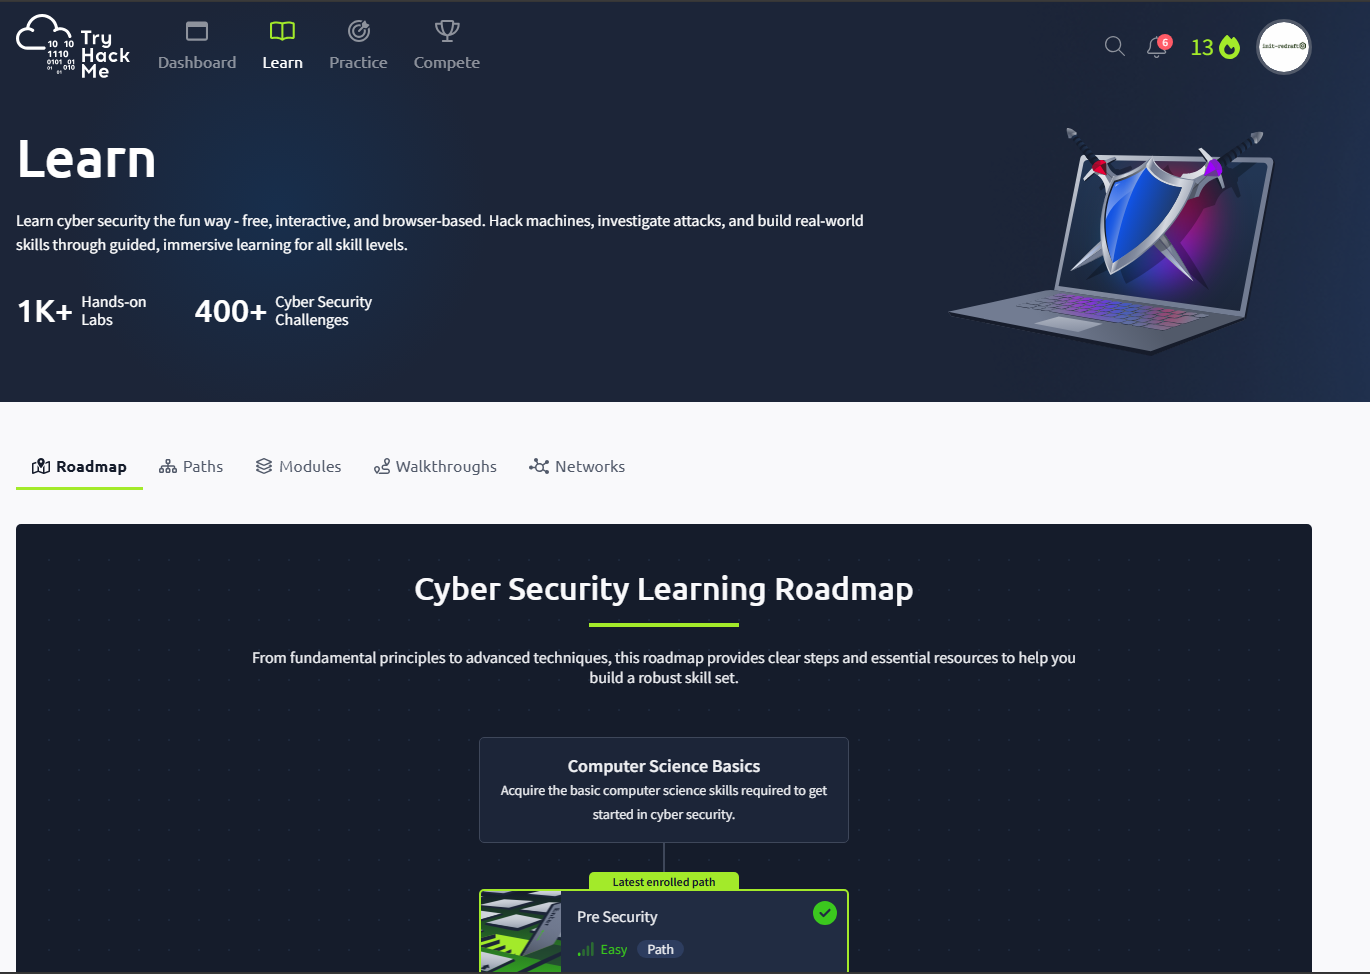 Try
Hack
Me
10 10
1110
0101 01
01 010
01
Dashboard
Learn
Practice
Compete
6
13
init-redraft
Learn
Learn cyber security the fun way - free, interactive, and browser-based. Hack machines, investigate attacks, and build real-world
skills through guided, immersive learning for all skill levels.
1K+ Hands-on
Labs
400+ Cyber Security
Challenges
Roadmap
Paths
Modules
Walkthroughs
Networks
Cyber Security Learning Roadmap
From fundamental principles to advanced techniques, this roadmap provides clear steps and essential resources to help you
build a robust skill set.
Computer Science Basics
Acquire the basic computer science skills required to get
started in cyber security.
Latest enrolled path
Pre Security
Easy
Path